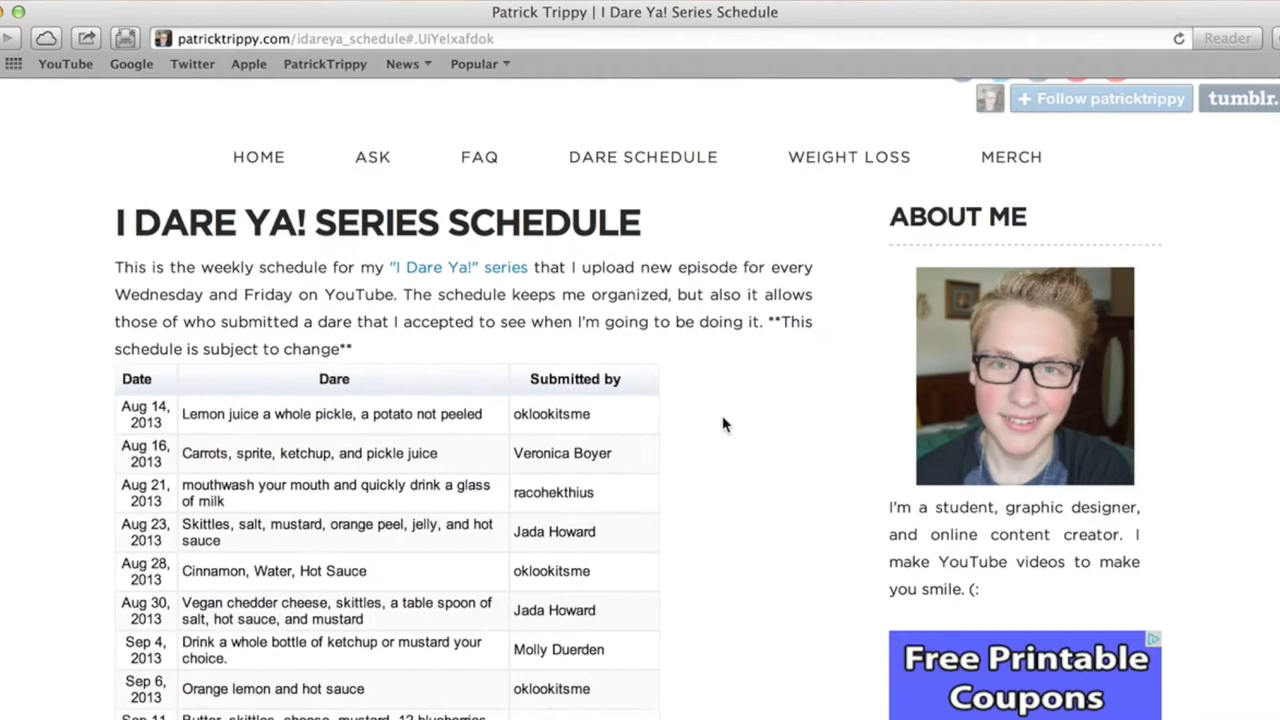 Patrick Trippy | I Dare Ya! Series Schedule
patricktrippy.com/idareya_schedule#.UiYeIxafdok
Reader
YouTube Google Twitter Apple PatrickTrippy News Popular
+ Follow patricktrippy
tumblr.
HOME ASK FAQ DARE SCHEDULE WEIGHT LOSS MERCH
I DARE YA! SERIES SCHEDULE
This is the weekly schedule for my "I Dare Ya!" series that I upload new episode for every
Wednesday and Friday on YouTube. The schedule keeps me organized, but also it allows
those of who submitted a dare that I accepted to see when I'm going to be doing it. **This
schedule is subject to change**
Date Dare Submitted by
Aug 14,
2013
Lemon juice a whole pickle, a potato not peeled
oklookitsme
Aug 16,
2013
Carrots, sprite, ketchup, and pickle juice
Veronica Boyer
Aug 21,
2013
mouthwash your mouth and quickly drink a glass
of milk
racohekthius
Aug 23,
2013
Skittles, salt, mustard, orange peel, jelly, and hot
sauce
Jada Howard
Aug 28,
2013
Cinnamon, Water, Hot Sauce
oklookitsme
Aug 30,
2013
Vegan chedder cheese, skittles, a table spoon of
salt, hot sauce, and mustard
Jada Howard
Sep 4,
2013
Drink a whole bottle of ketchup or mustard your
choice.
Molly Duerden
Sep 6,
2013
Orange lemon and hot sauce
oklookitsme
Sep 11,
Butter, skittles, cheese, mustard, 12 blueberries
ABOUT ME
I'm a student, graphic designer,
and online content creator. I
make YouTube videos to make
you smile. (:
Free Printable
Coupons